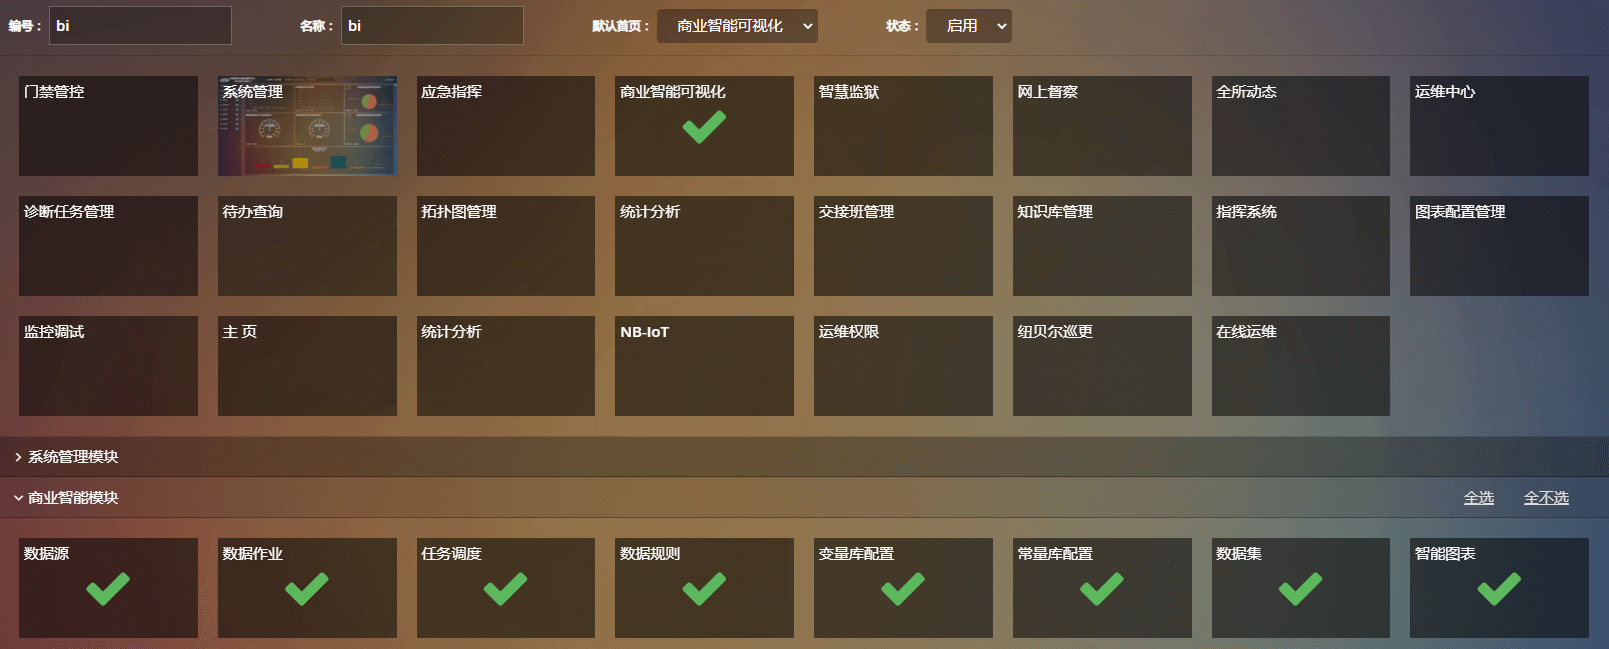 编号： bi 名称： bi 默认首页： 商业智能可视化 状态： 启用
门禁管控 系统管理 应急指挥 商业智能可视化 智慧监狱 网上督察 全所动态 运维中心
诊断任务管理 待办查询 拓扑图管理 统计分析 交接班管理 知识库管理 指挥系统 图表配置管理
监控调试 主 页 统计分析 NB-IoT 运维权限 纽贝尔巡更 在线运维
系统管理模块
商业智能模块 全选 全不选
数据源 数据作业 任务调度 数据规则 变量库配置 常量库配置 数据集 智能图表